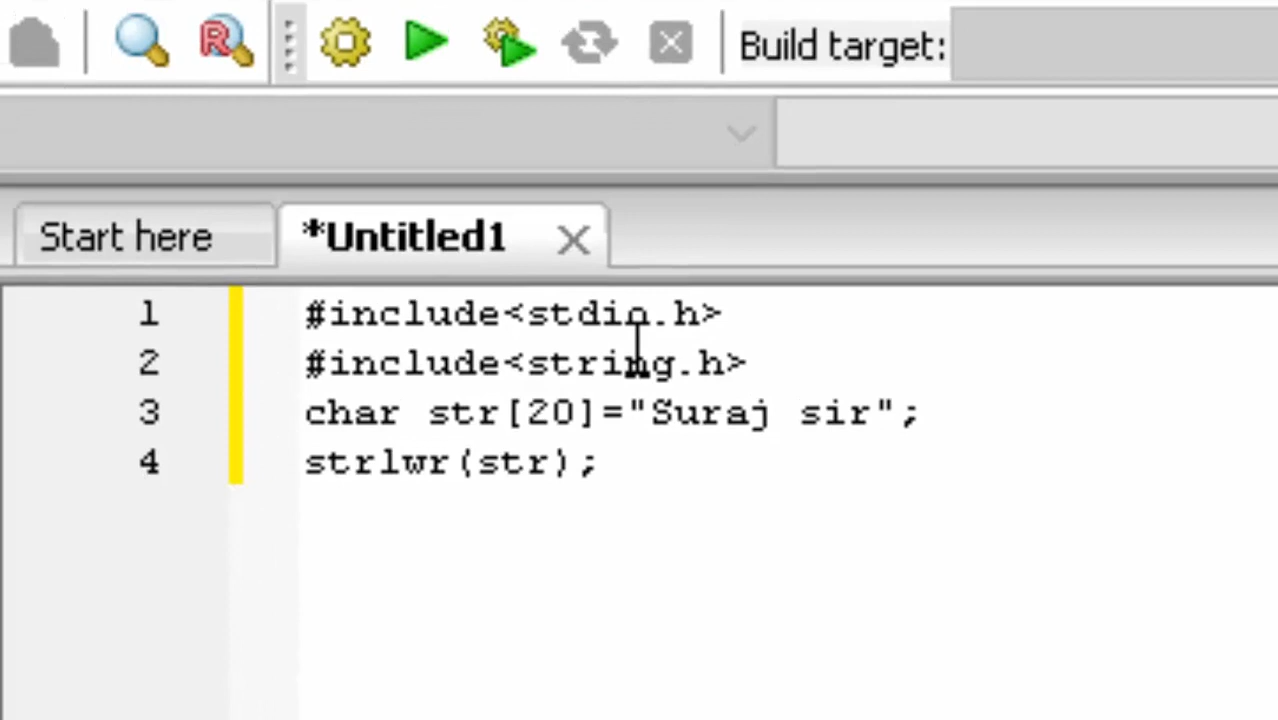 Build target:
Start here
*Untitled1
1 #include<stdio.h>
2 #include<string.h>
3 char str[20]="Suraj sir";
4 strlwr(str);